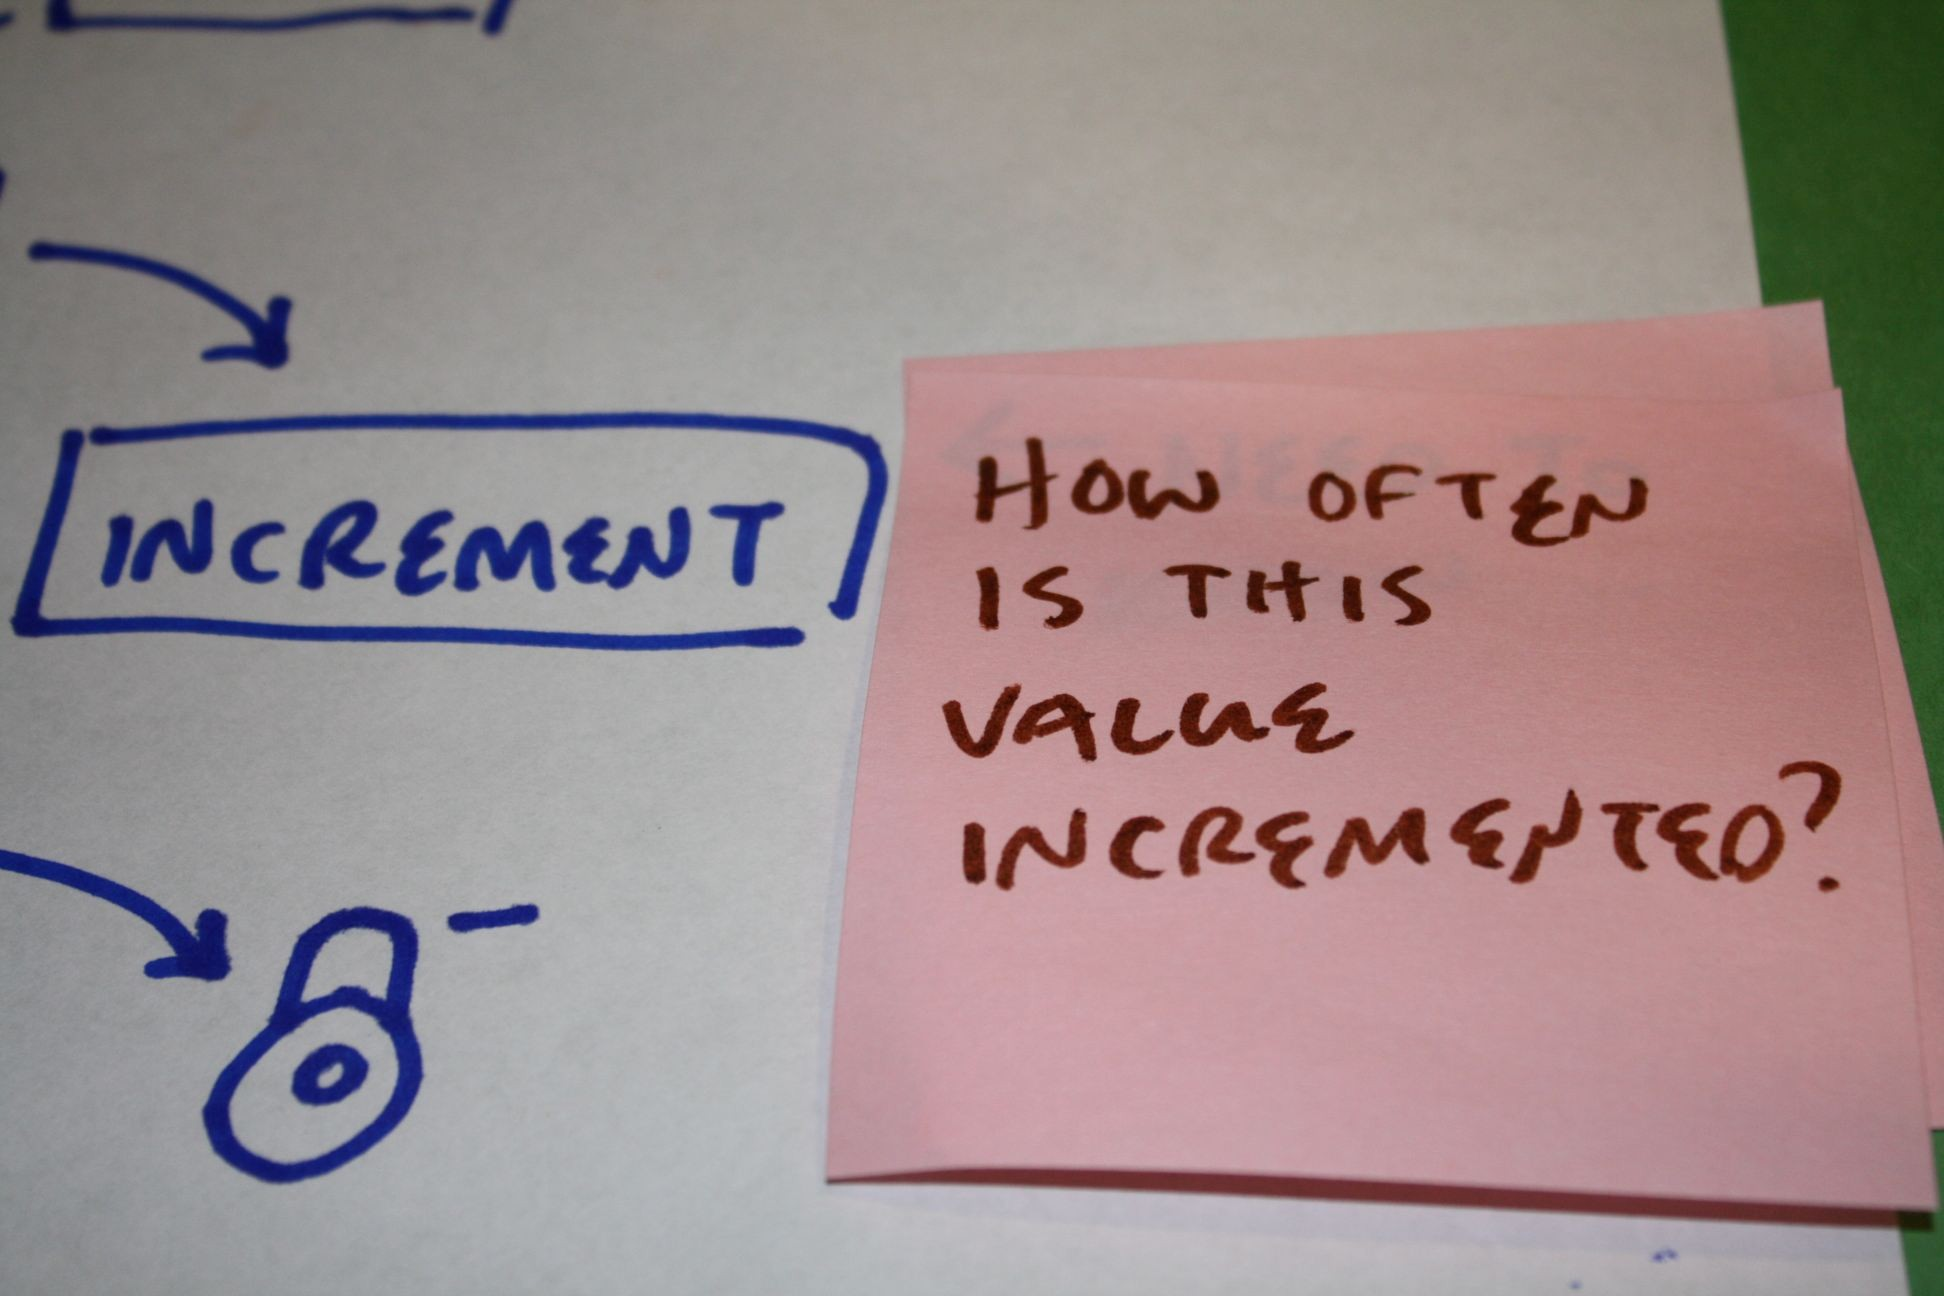 INCREMENT
HOW OFTEN
IS THIS
VALUE
INCREMENTED?